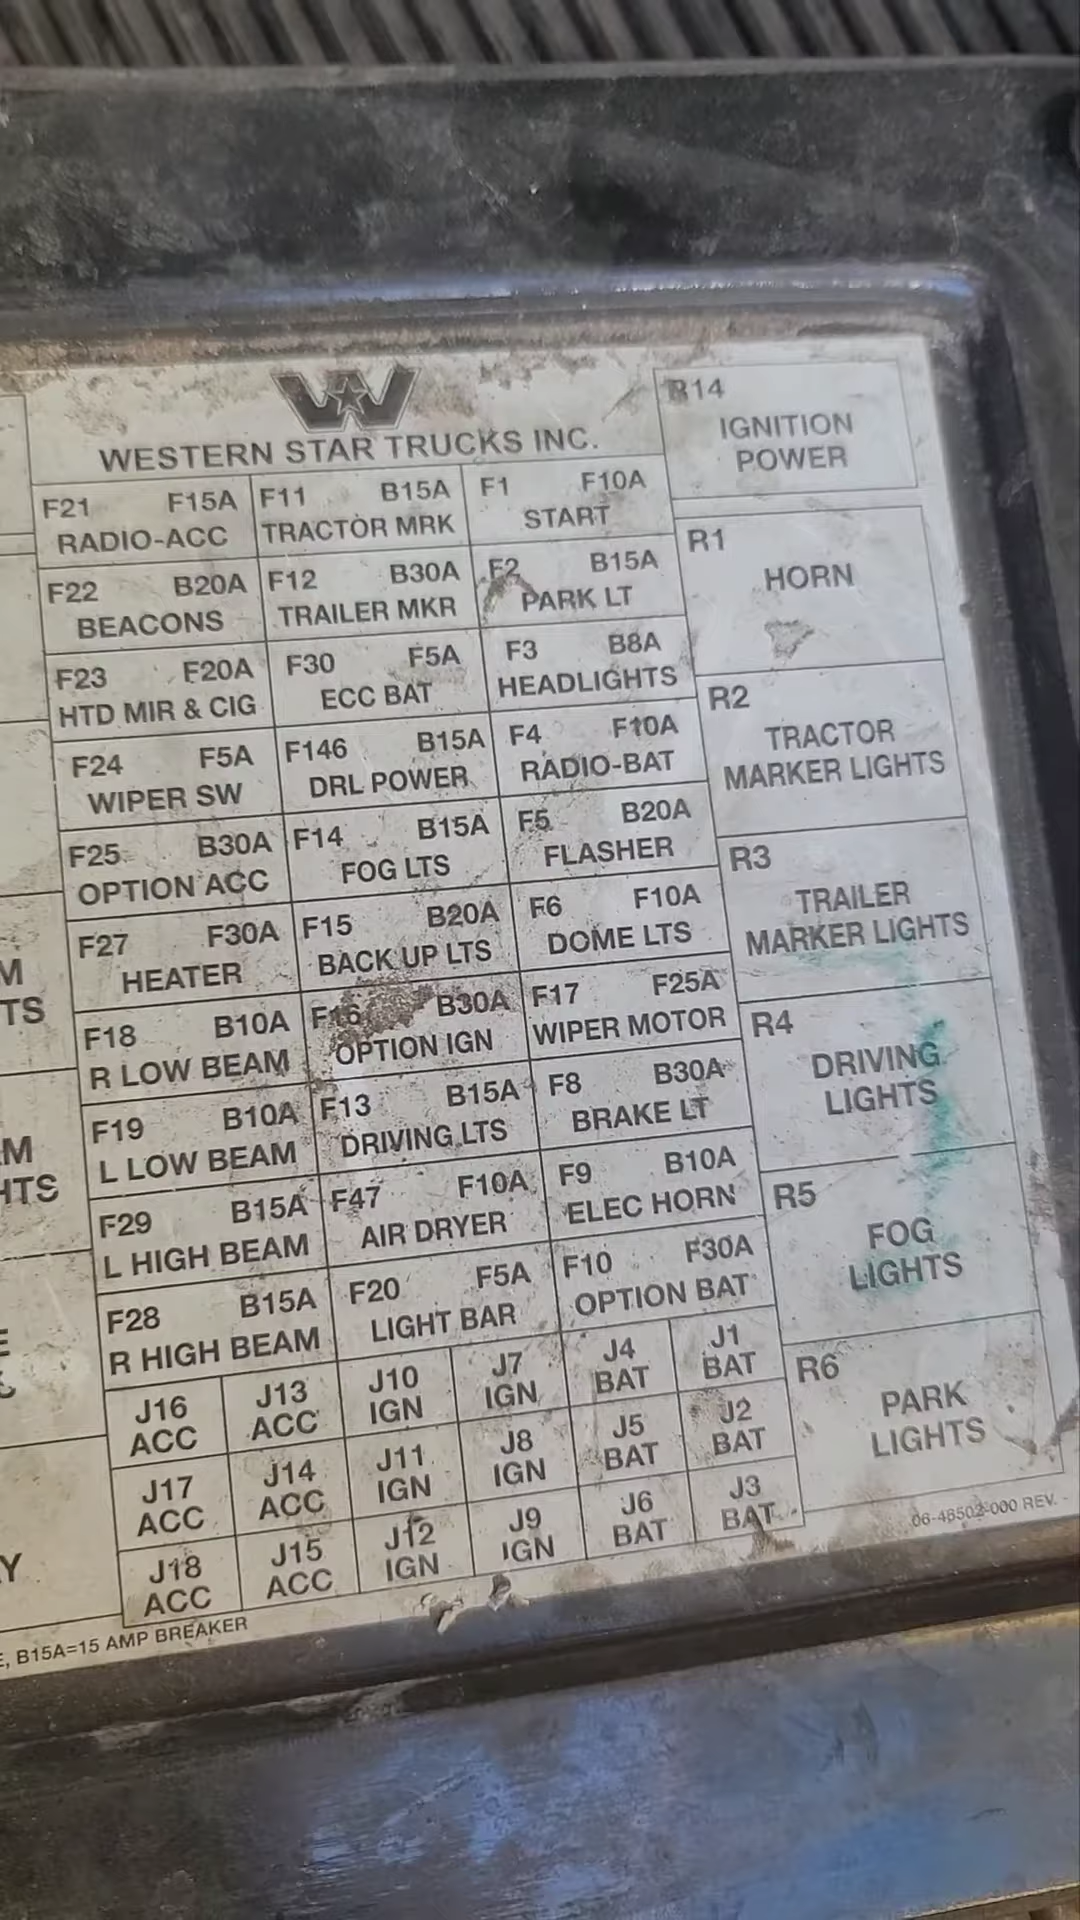 WESTERN STAR TRUCKS INC.
R14
IGNITION
POWER
F21 F15A
RADIO-ACC
F11 B15A
TRACTOR MRK
F1 F10A
START
R1
HORN
F22 B20A
BEACONS
F12 B30A
TRAILER MKR
F2 B15A
PARK LT
F23 F20A
HTD MIR & CIG
F30 F5A
ECC BAT
F3 B8A
HEADLIGHTS
R2
TRACTOR
MARKER LIGHTS
F24 F5A
WIPER SW
F146 B15A
DRL POWER
F4 F10A
RADIO-BAT
F25 B30A
OPTION ACC
F14 B15A
FOG LTS
F5 B20A
FLASHER
R3
TRAILER
MARKER LIGHTS
F27 F30A
HEATER
F15 B20A
BACK UP LTS
F6 F10A
DOME LTS
F18 B10A
R LOW BEAM
F16 B30A
OPTION IGN
F17 F25A
WIPER MOTOR
R4
DRIVING
LIGHTS
F19 B10A
L LOW BEAM
F13 B15A
DRIVING LTS
F8 B30A
BRAKE LT
F29 B15A
L HIGH BEAM
F47 F10A
AIR DRYER
F9 B10A
ELEC HORN
R5
FOG
LIGHTS
F28 B15A
R HIGH BEAM
F20 F5A
LIGHT BAR
F10 F30A
OPTION BAT
R6
PARK
LIGHTS
J16
ACC
J13
ACC
J10
IGN
J7
IGN
J4
BAT
J1
BAT
J17
ACC
J14
ACC
J11
IGN
J8
IGN
J5
BAT
J2
BAT
J18
ACC
J15
ACC
J12
IGN
J9
IGN
J6
BAT
J3
BAT
06-48502-000 REV. -
B15A=15 AMP BREAKER